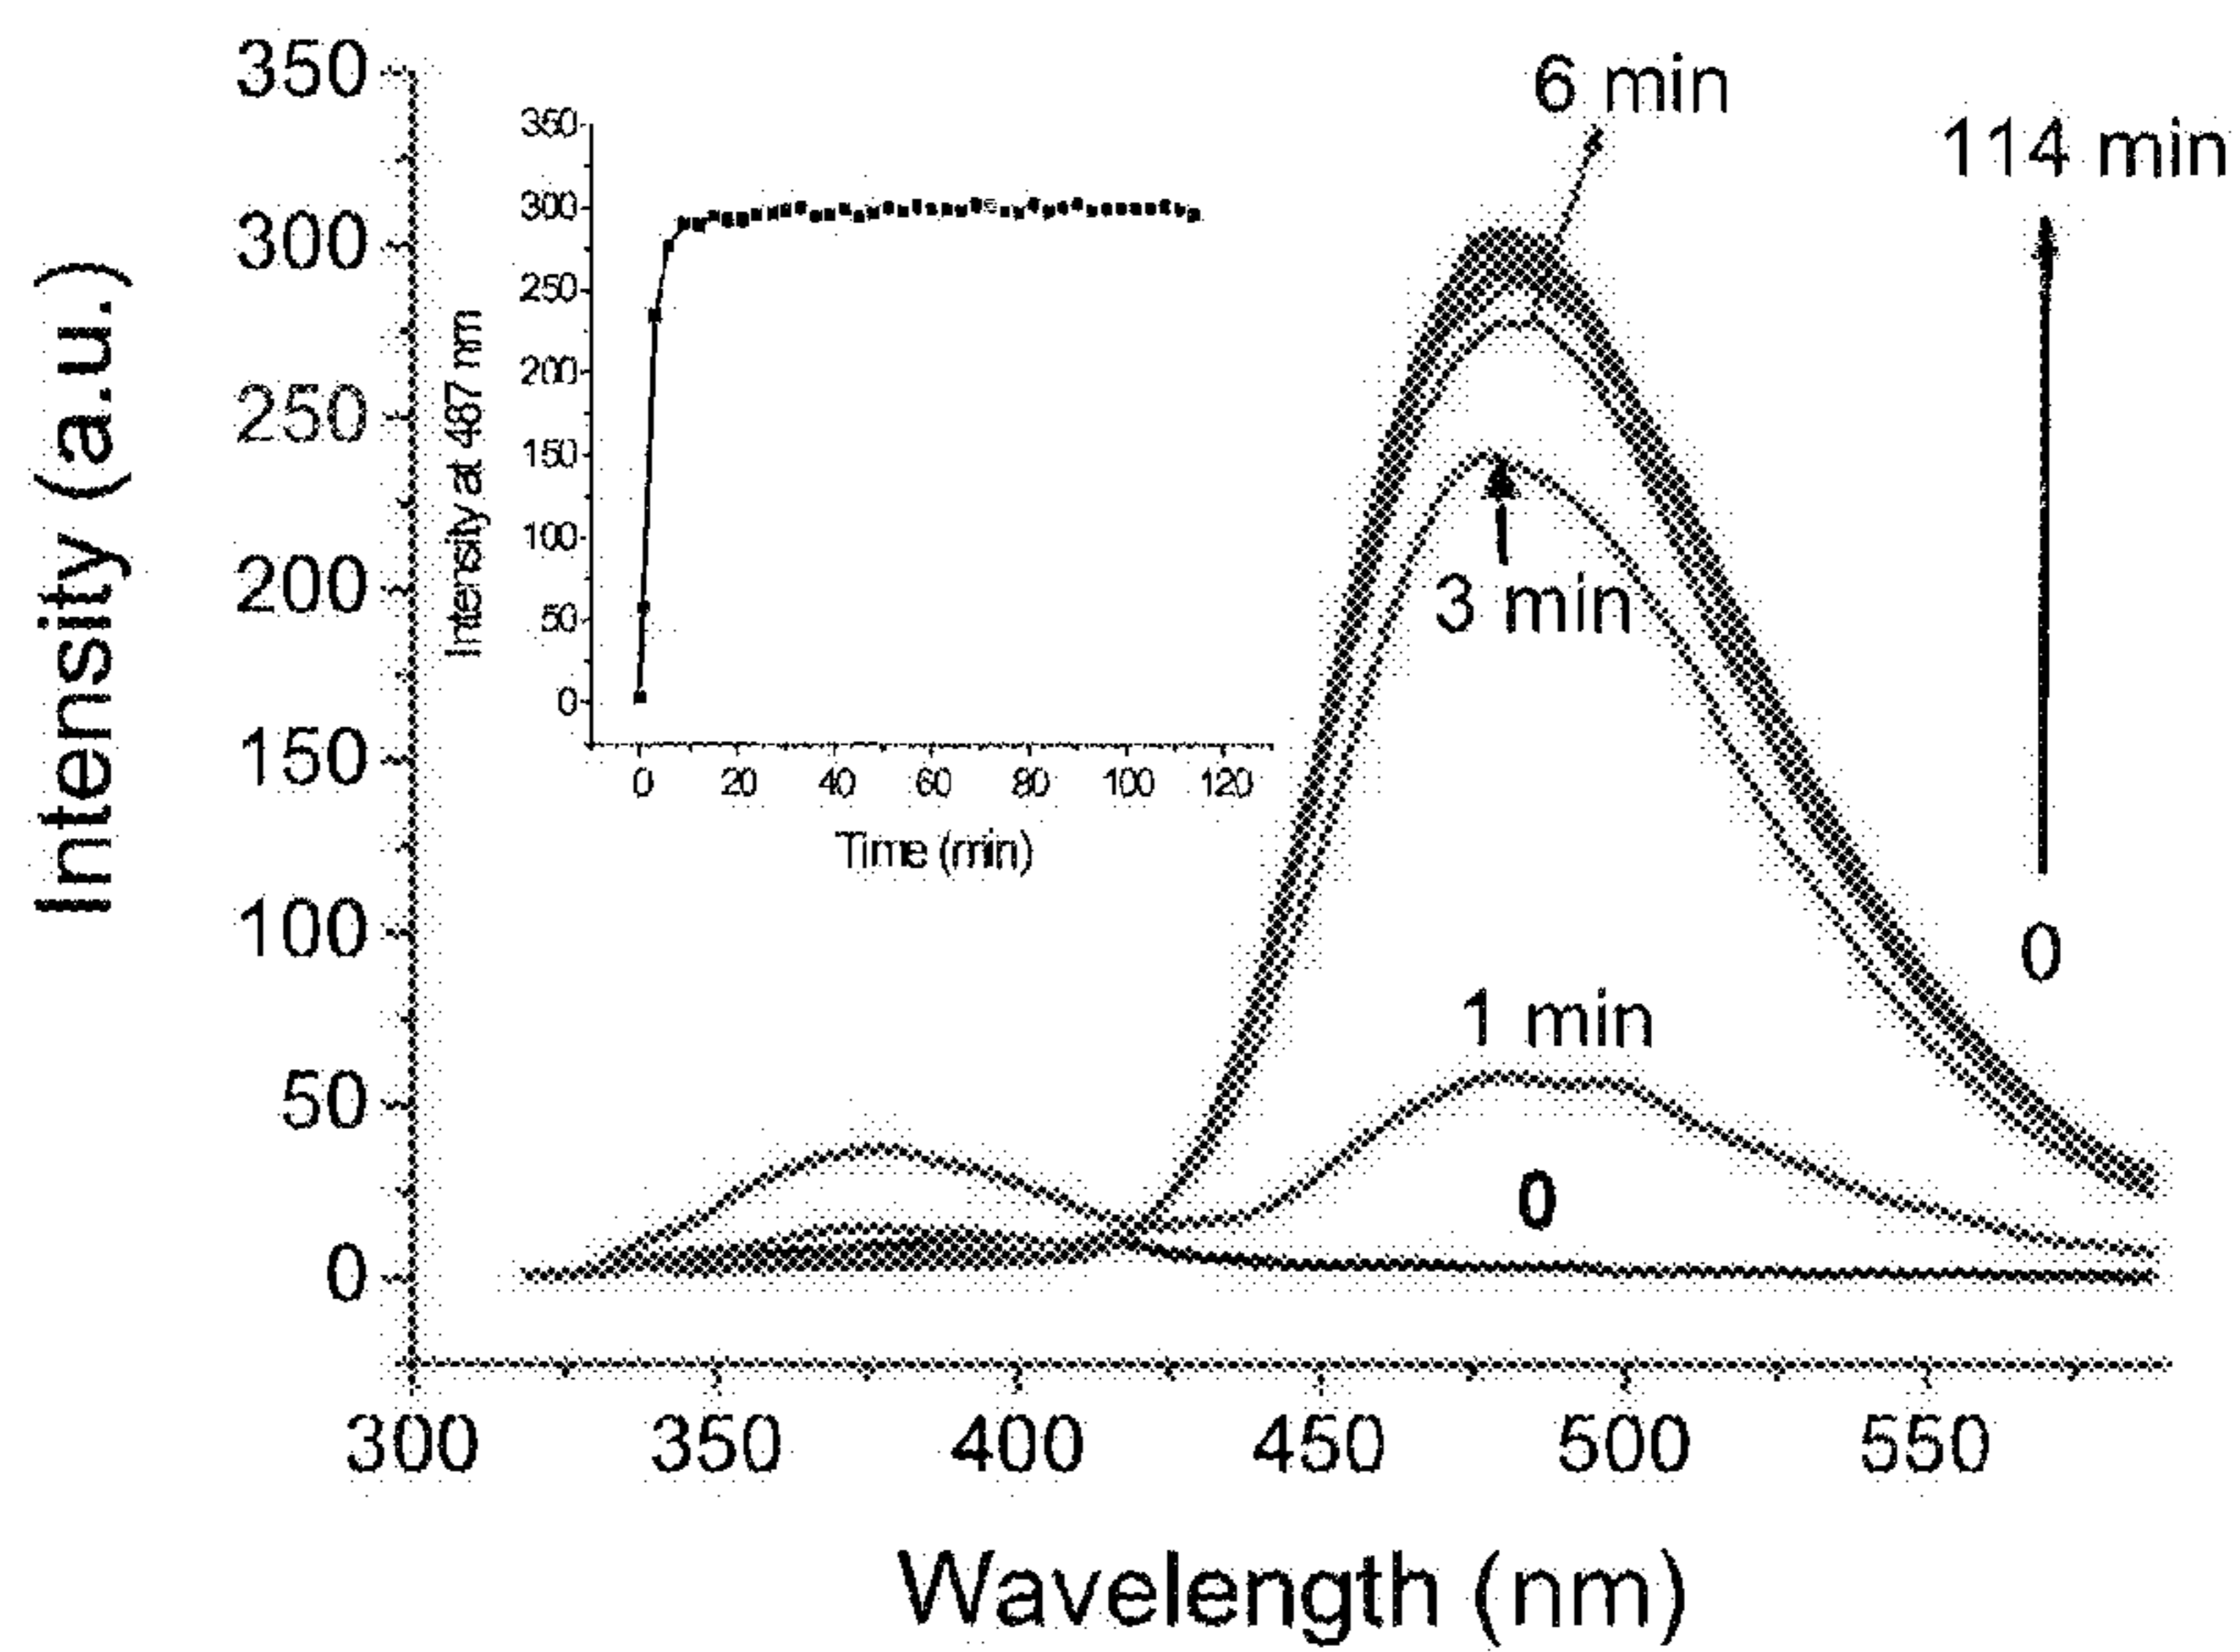 6 min
114 min
Intensity (a.u.)
350
300
250
200
150
100
50
0
Intensity at 487 nm
350
300
250
200
150
100
50
0
0 20 40 60 80 100 120
Time (min)
3 min
0
1 min
0
300 350 400 450 500 550
Wavelength (nm)